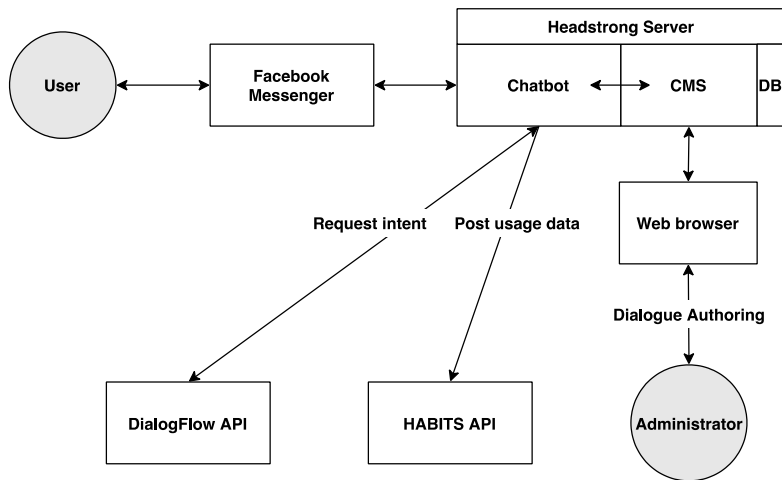 Headstrong Server
User
Facebook
Messenger
Chatbot
CMS
DB
Request intent
Post usage data
Web browser
Dialogue Authoring
DialogFlow API
HABITS API
Administrator